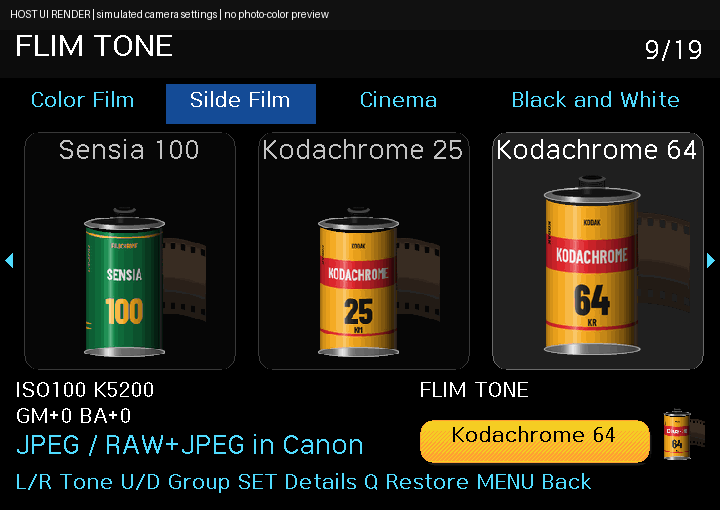 HOST UI RENDER | simulated camera settings | no photo-color preview
FLIM TONE
9/19
Color Film
Silde Film
Cinema
Black and White
Sensia 100
Kodachrome 25
Kodachrome 64
SENSIA
100
KODAK
KODACHROME
25
KM
KODAK
KODACHROME
64
KR
ISO100 K5200
GM+0 BA+0
FLIM TONE
JPEG / RAW+JPEG in Canon
Kodachrome 64
64
L/R Tone U/D Group SET Details Q Restore MENU Back